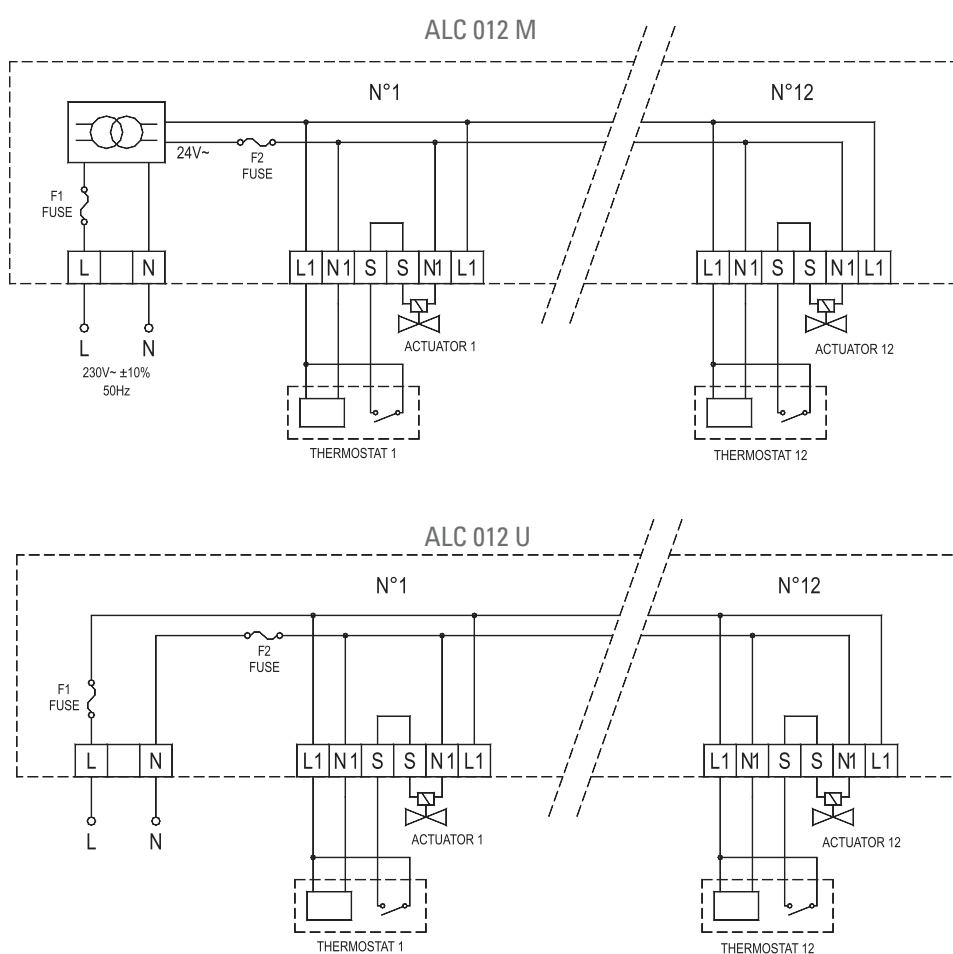 ALC 012 M
N°1 N°12
24V~
F2
FUSE
F1
FUSE
L N L1 N1 S S N1 L1 L1 N1 S S N1 L1
L N
230V~ ±10%
50Hz
ACTUATOR 1 ACTUATOR 12
THERMOSTAT 1 THERMOSTAT 12
ALC 012 U
N°1 N°12
F2
FUSE
F1
FUSE
L N L1 N1 S S N1 L1 L1 N1 S S N1 L1
L N
ACTUATOR 1 ACTUATOR 12
THERMOSTAT 1 THERMOSTAT 12